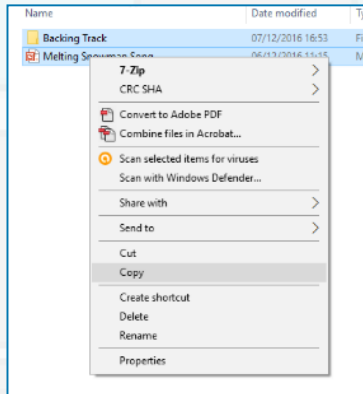 Name Date modified Ty
Backing Track 07/12/2016 16:53 Fi
Melting Snowman Song 06/12/2016 11:15 M
7-Zip
CRC SHA
Convert to Adobe PDF
Combine files in Acrobat...
Scan selected items for viruses
Scan with Windows Defender...
Share with
Send to
Cut
Copy
Create shortcut
Delete
Rename
Properties